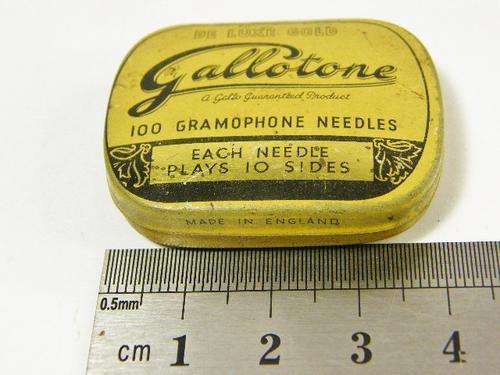 DE LUXE GOLD
Gallotone
A Gallo Guaranteed Product
100 GRAMOPHONE NEEDLES
EACH NEEDLE
PLAYS 10 SIDES
MADE IN ENGLAND
0.5mm
cm 1 2 3 4